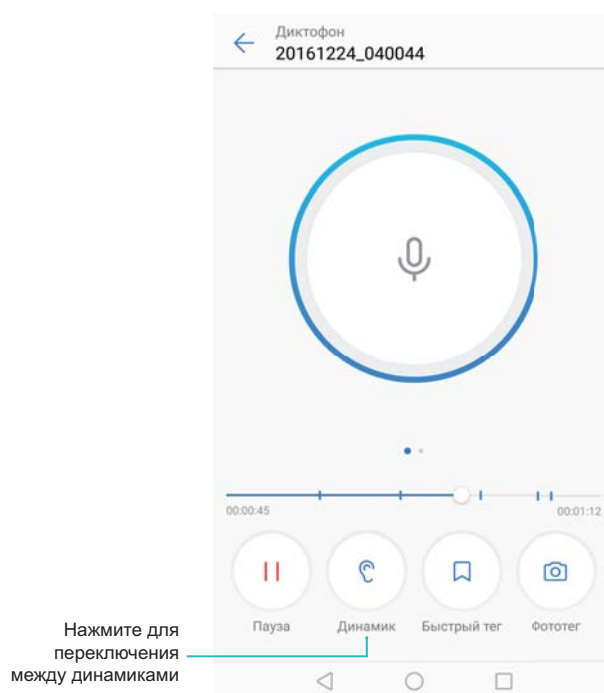 Диктофон
20161224_040044
00:00:45
00:01:12
Пауза
Динамик
Быстрый тег
Фототег
Нажмите для
переключения
между динамиками